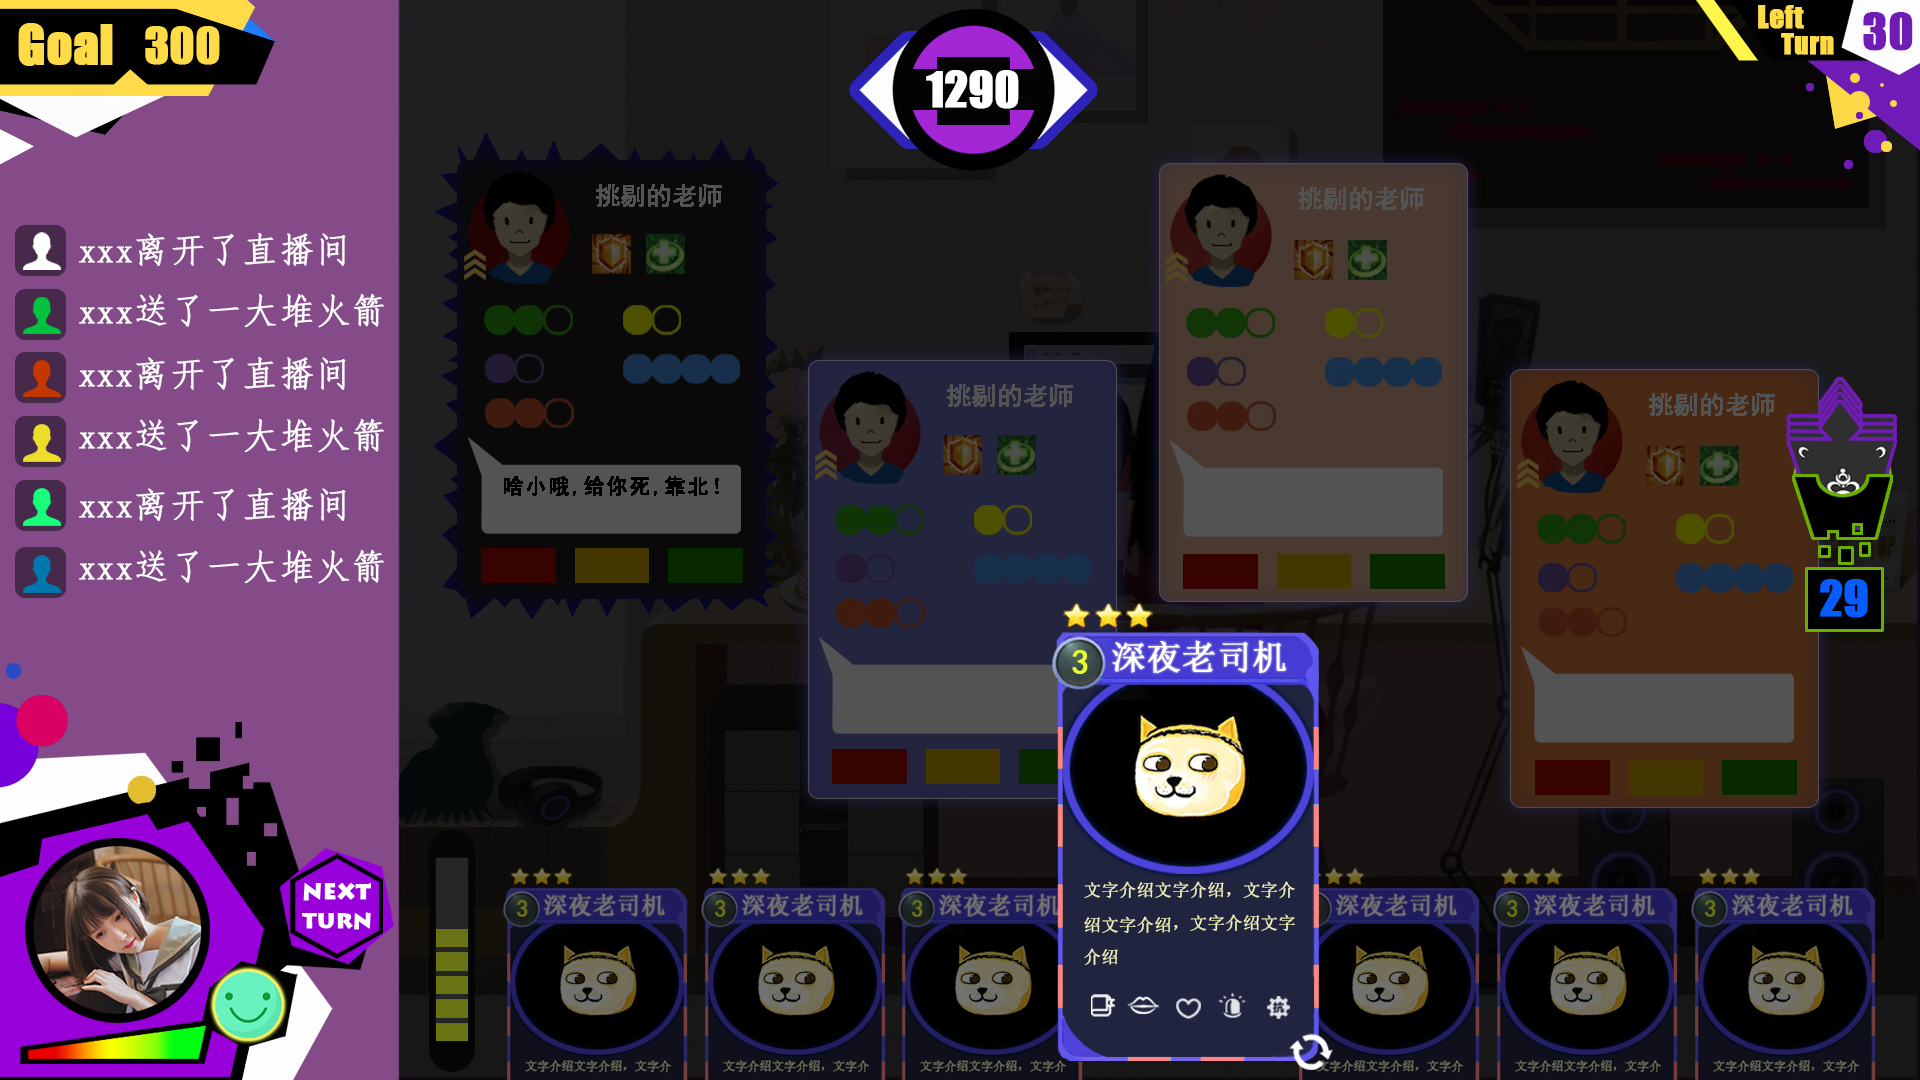 Goal 300
1290
Left
Turn
30
xxx离开了直播间
xxx送了一大堆火箭
xxx离开了直播间
xxx送了一大堆火箭
xxx离开了直播间
xxx送了一大堆火箭
挑剔的老师
啥小哦,给你死,靠北!
挑剔的老师
挑剔的老师
挑剔的老师
29
NEXT
TURN
3 深夜老司机
文字介绍文字介绍，文字介
绍文字介绍，文字介绍文字
介绍
3 深夜老司机
文字介绍文字介绍，文字介
3 深夜老司机
文字介绍文字介绍，文字介
3 深夜老司机
文字介绍文字介绍，文字介
深夜老司机
文字介绍文字介绍，文字介
3 深夜老司机
文字介绍文字介绍，文字介
3 深夜老司机
文字介绍文字介绍，文字介